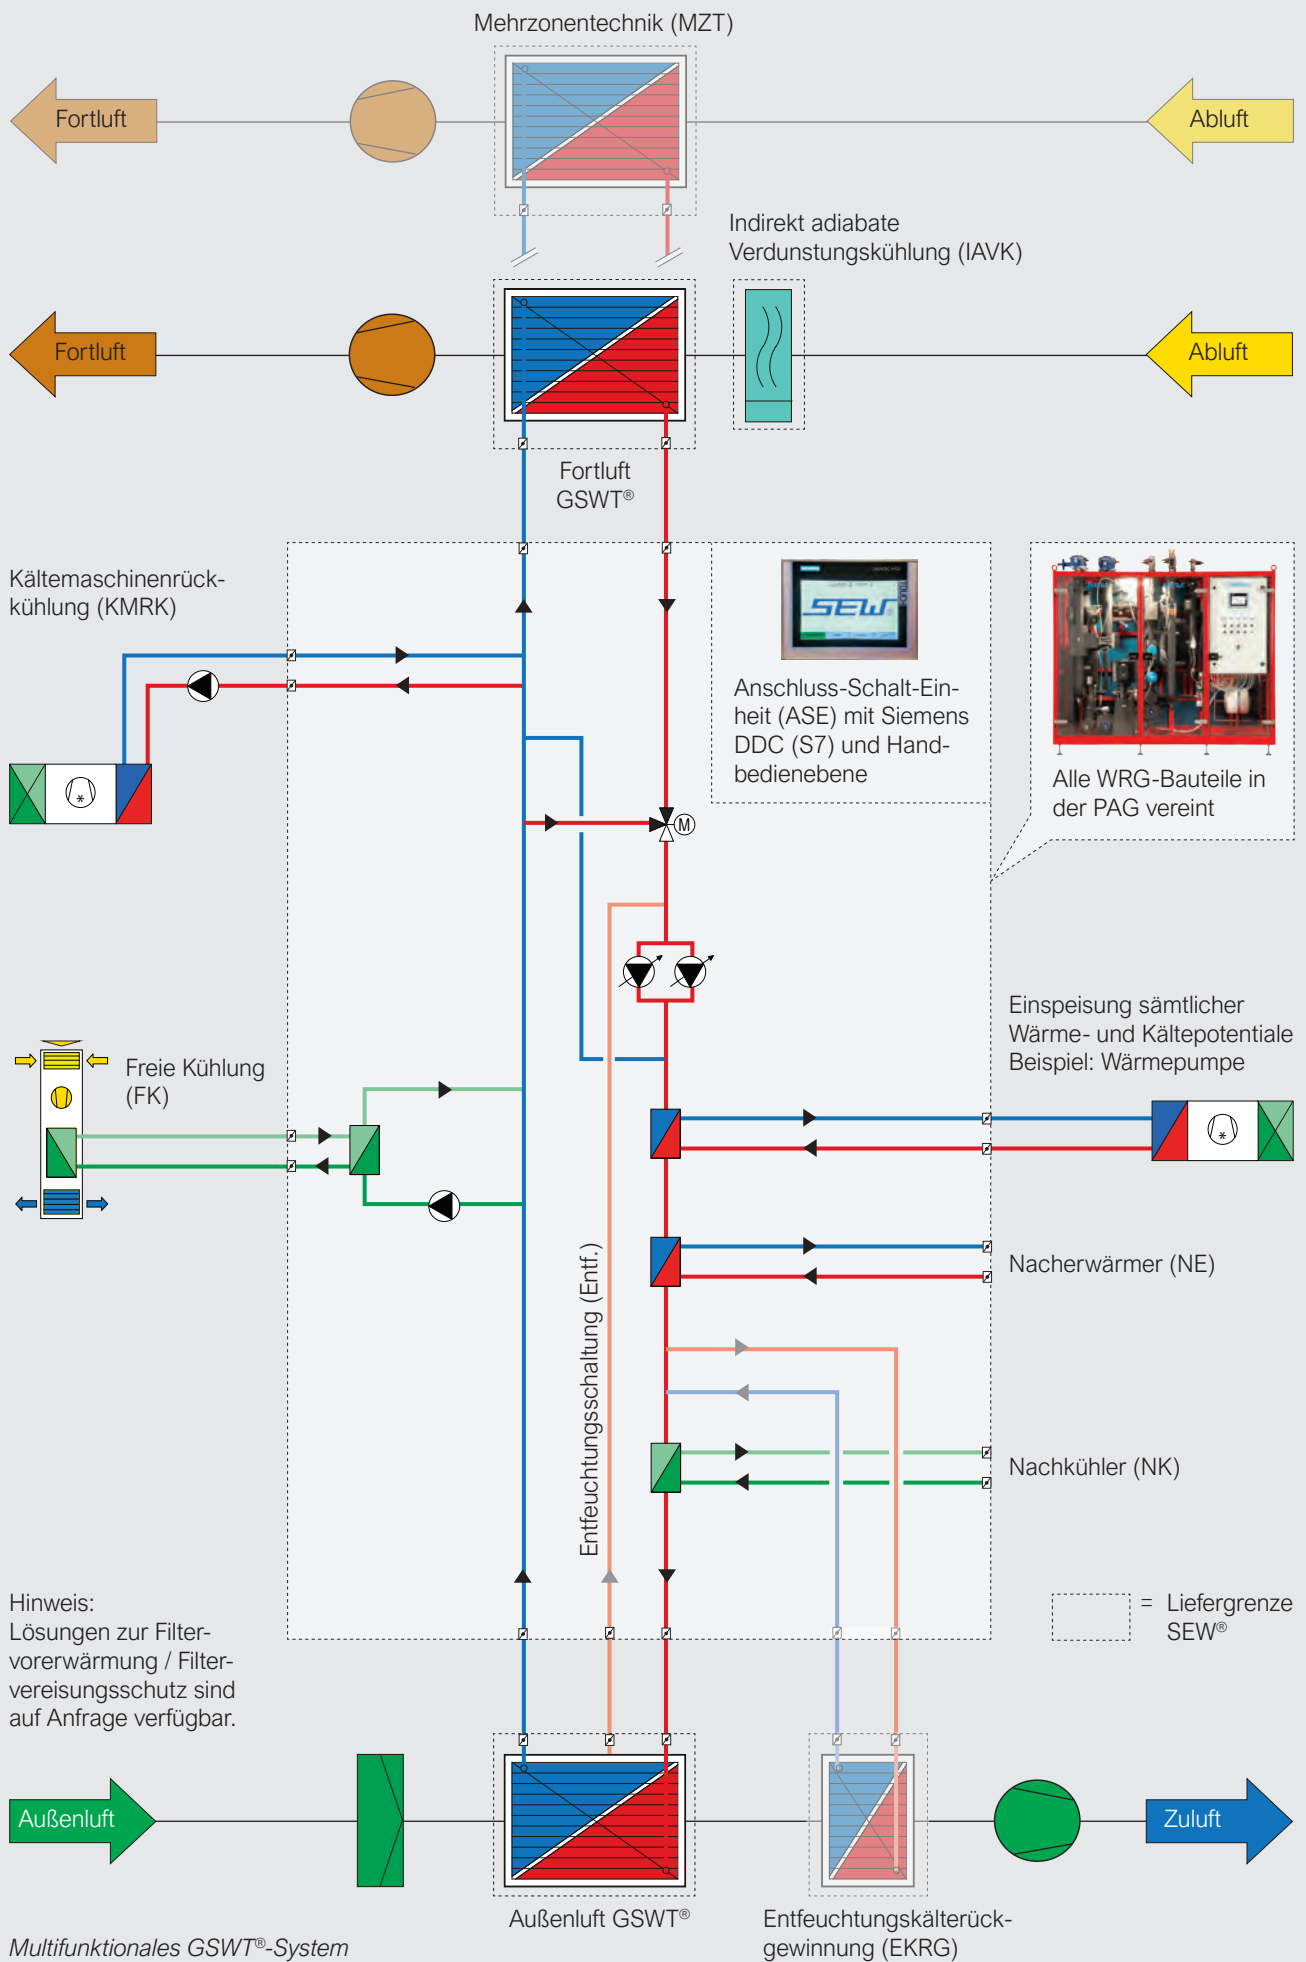 Mehrzonentechnik (MZT)
Fortluft
Abluft
Indirekt adiabate
Verdunstungskühlung (IAVK)
Fortluft
Abluft
Fortluft
GSWT®
Kältemaschinenrück-
kühlung (KMRK)
SEW
Anschluss-Schalt-Ein-
heit (ASE) mit Siemens
DDC (S7) und Hand-
bedienebene
Alle WRG-Bauteile in
der PAG vereint
M
Einspeisung sämtlicher
Wärme- und Kältepotentiale
Beispiel: Wärmepumpe
Freie Kühlung
(FK)
Entfeuchtungsschaltung (Entf.)
Nacherwärmer (NE)
Nachkühler (NK)
Hinweis:
Lösungen zur Filter-
vorerwärmung / Filter-
vereisungsschutz sind
auf Anfrage verfügbar.
= Liefergrenze
SEW®
Außenluft
Zuluft
Außenluft GSWT®
Entfeuchtungskälterück-
gewinnung (EKRG)
Multifunktionales GSWT®-System